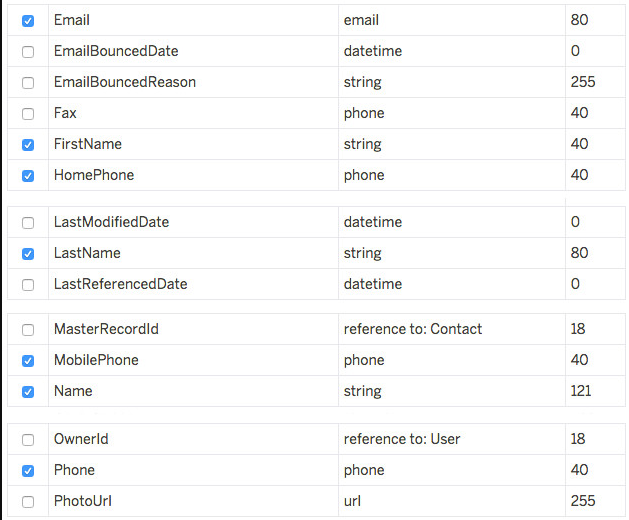 Email email 80
EmailBouncedDate datetime 0
EmailBouncedReason string 255
Fax phone 40
FirstName string 40
HomePhone phone 40
LastModifiedDate datetime 0
LastName string 80
LastReferencedDate datetime 0
MasterRecordId reference to: Contact 18
MobilePhone phone 40
Name string 121
OwnerId reference to: User 18
Phone phone 40
PhotoUrl url 255